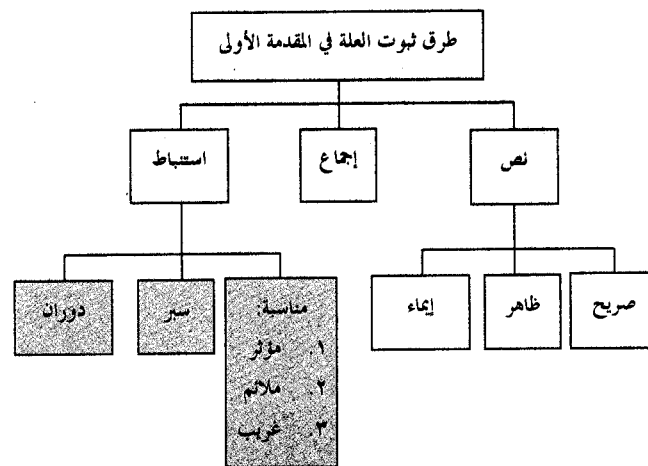 طرق ثبوت العلة في المقدمة الأولى
نص
إجماع
استنباط
صريح
ظاهر
إيماء
مناسبة:
١. مؤثر
٢. ملائم
٣. غريب
سبر
دوران